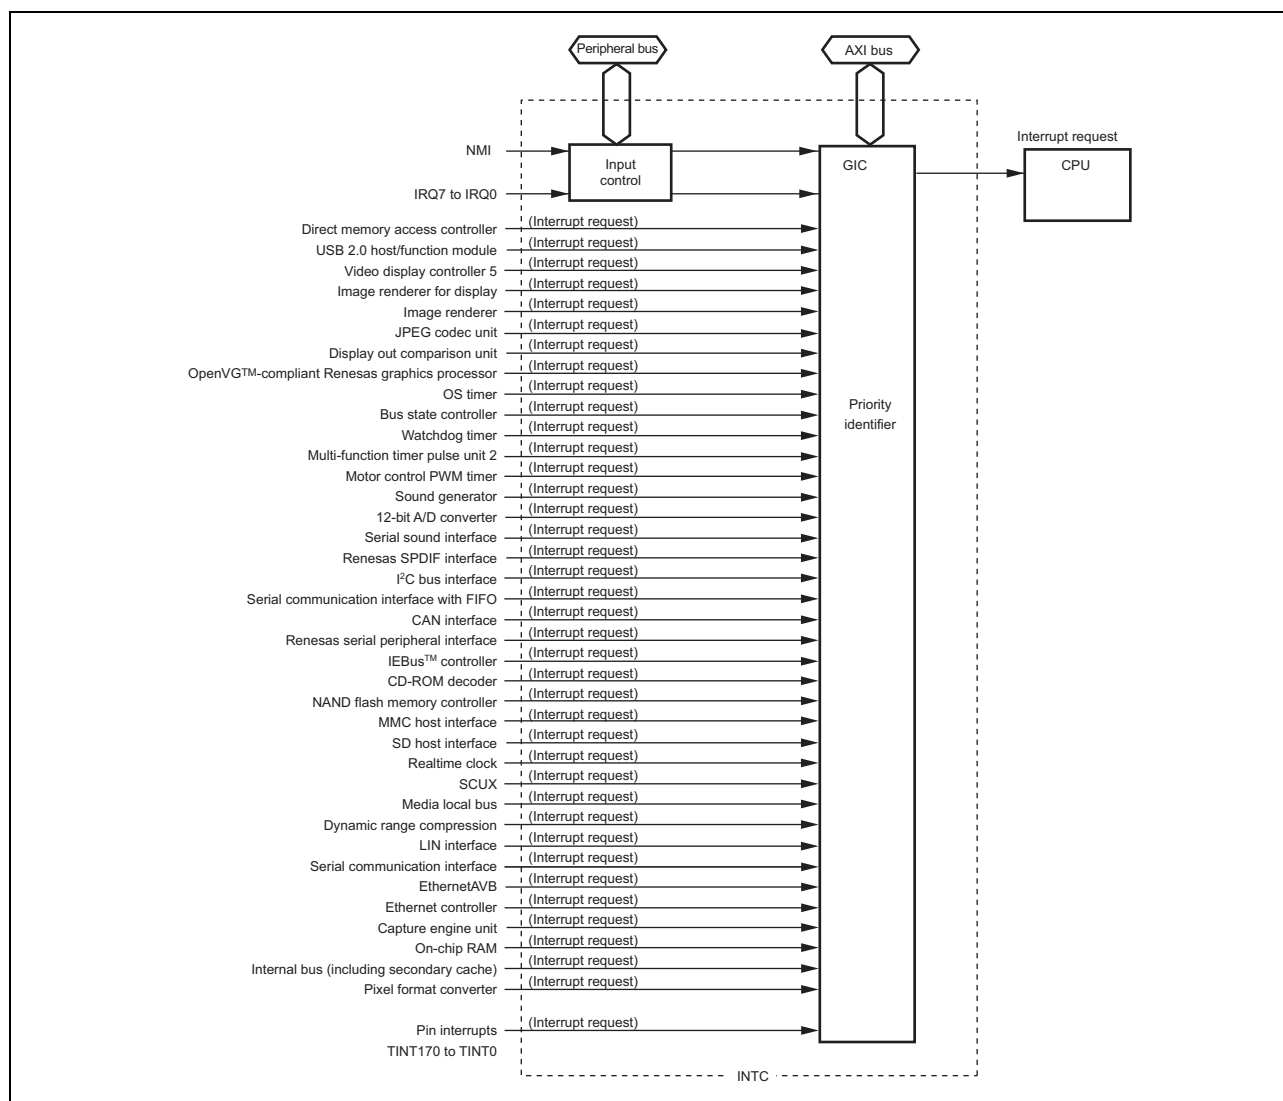 Peripheral bus
AXI bus
Interrupt request
NMI
Input
control
GIC
CPU
IRQ7 to IRQ0
Direct memory access controller (Interrupt request)
USB 2.0 host/function module (Interrupt request)
Video display controller 5 (Interrupt request)
Image renderer for display (Interrupt request)
Image renderer (Interrupt request)
JPEG codec unit (Interrupt request)
Display out comparison unit (Interrupt request)
OpenVG™-compliant Renesas graphics processor (Interrupt request)
OS timer (Interrupt request)
Bus state controller (Interrupt request)
Watchdog timer (Interrupt request)
Multi-function timer pulse unit 2 (Interrupt request)
Motor control PWM timer (Interrupt request)
Sound generator (Interrupt request)
12-bit A/D converter (Interrupt request)
Serial sound interface (Interrupt request)
Renesas SPDIF interface (Interrupt request)
I²C bus interface (Interrupt request)
Serial communication interface with FIFO (Interrupt request)
CAN interface (Interrupt request)
Renesas serial peripheral interface (Interrupt request)
IEBus™ controller (Interrupt request)
CD-ROM decoder (Interrupt request)
NAND flash memory controller (Interrupt request)
MMC host interface (Interrupt request)
SD host interface (Interrupt request)
Realtime clock (Interrupt request)
SCUX (Interrupt request)
Media local bus (Interrupt request)
Dynamic range compression (Interrupt request)
LIN interface (Interrupt request)
Serial communication interface (Interrupt request)
EthernetAVB (Interrupt request)
Ethernet controller (Interrupt request)
Capture engine unit (Interrupt request)
On-chip RAM (Interrupt request)
Internal bus (including secondary cache) (Interrupt request)
Pixel format converter (Interrupt request)
Pin interrupts (Interrupt request)
TINT170 to TINT0
Priority
identifier
INTC